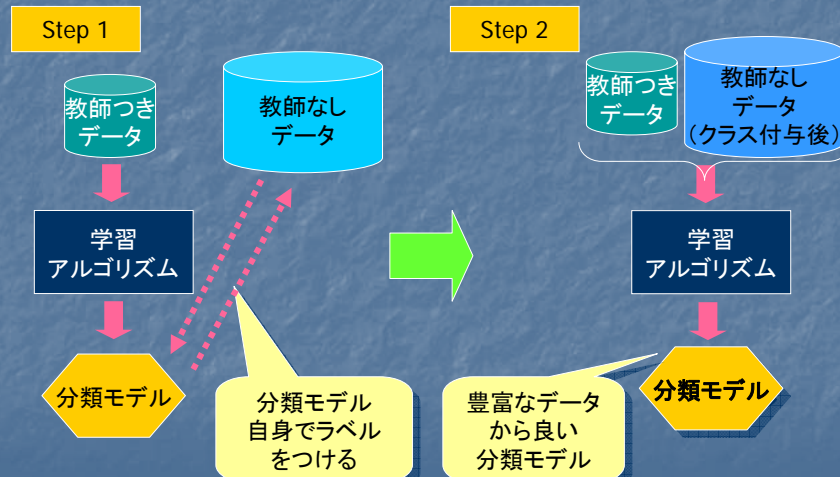 Step 1
教師つき
データ
教師なし
データ
学習
アルゴリズム
分類モデル
分類モデル
自身でラベル
をつける
Step 2
教師つき
データ
教師なし
データ
(クラス付与後)
学習
アルゴリズム
分類モデル
豊富なデータ
から良い
分類モデル